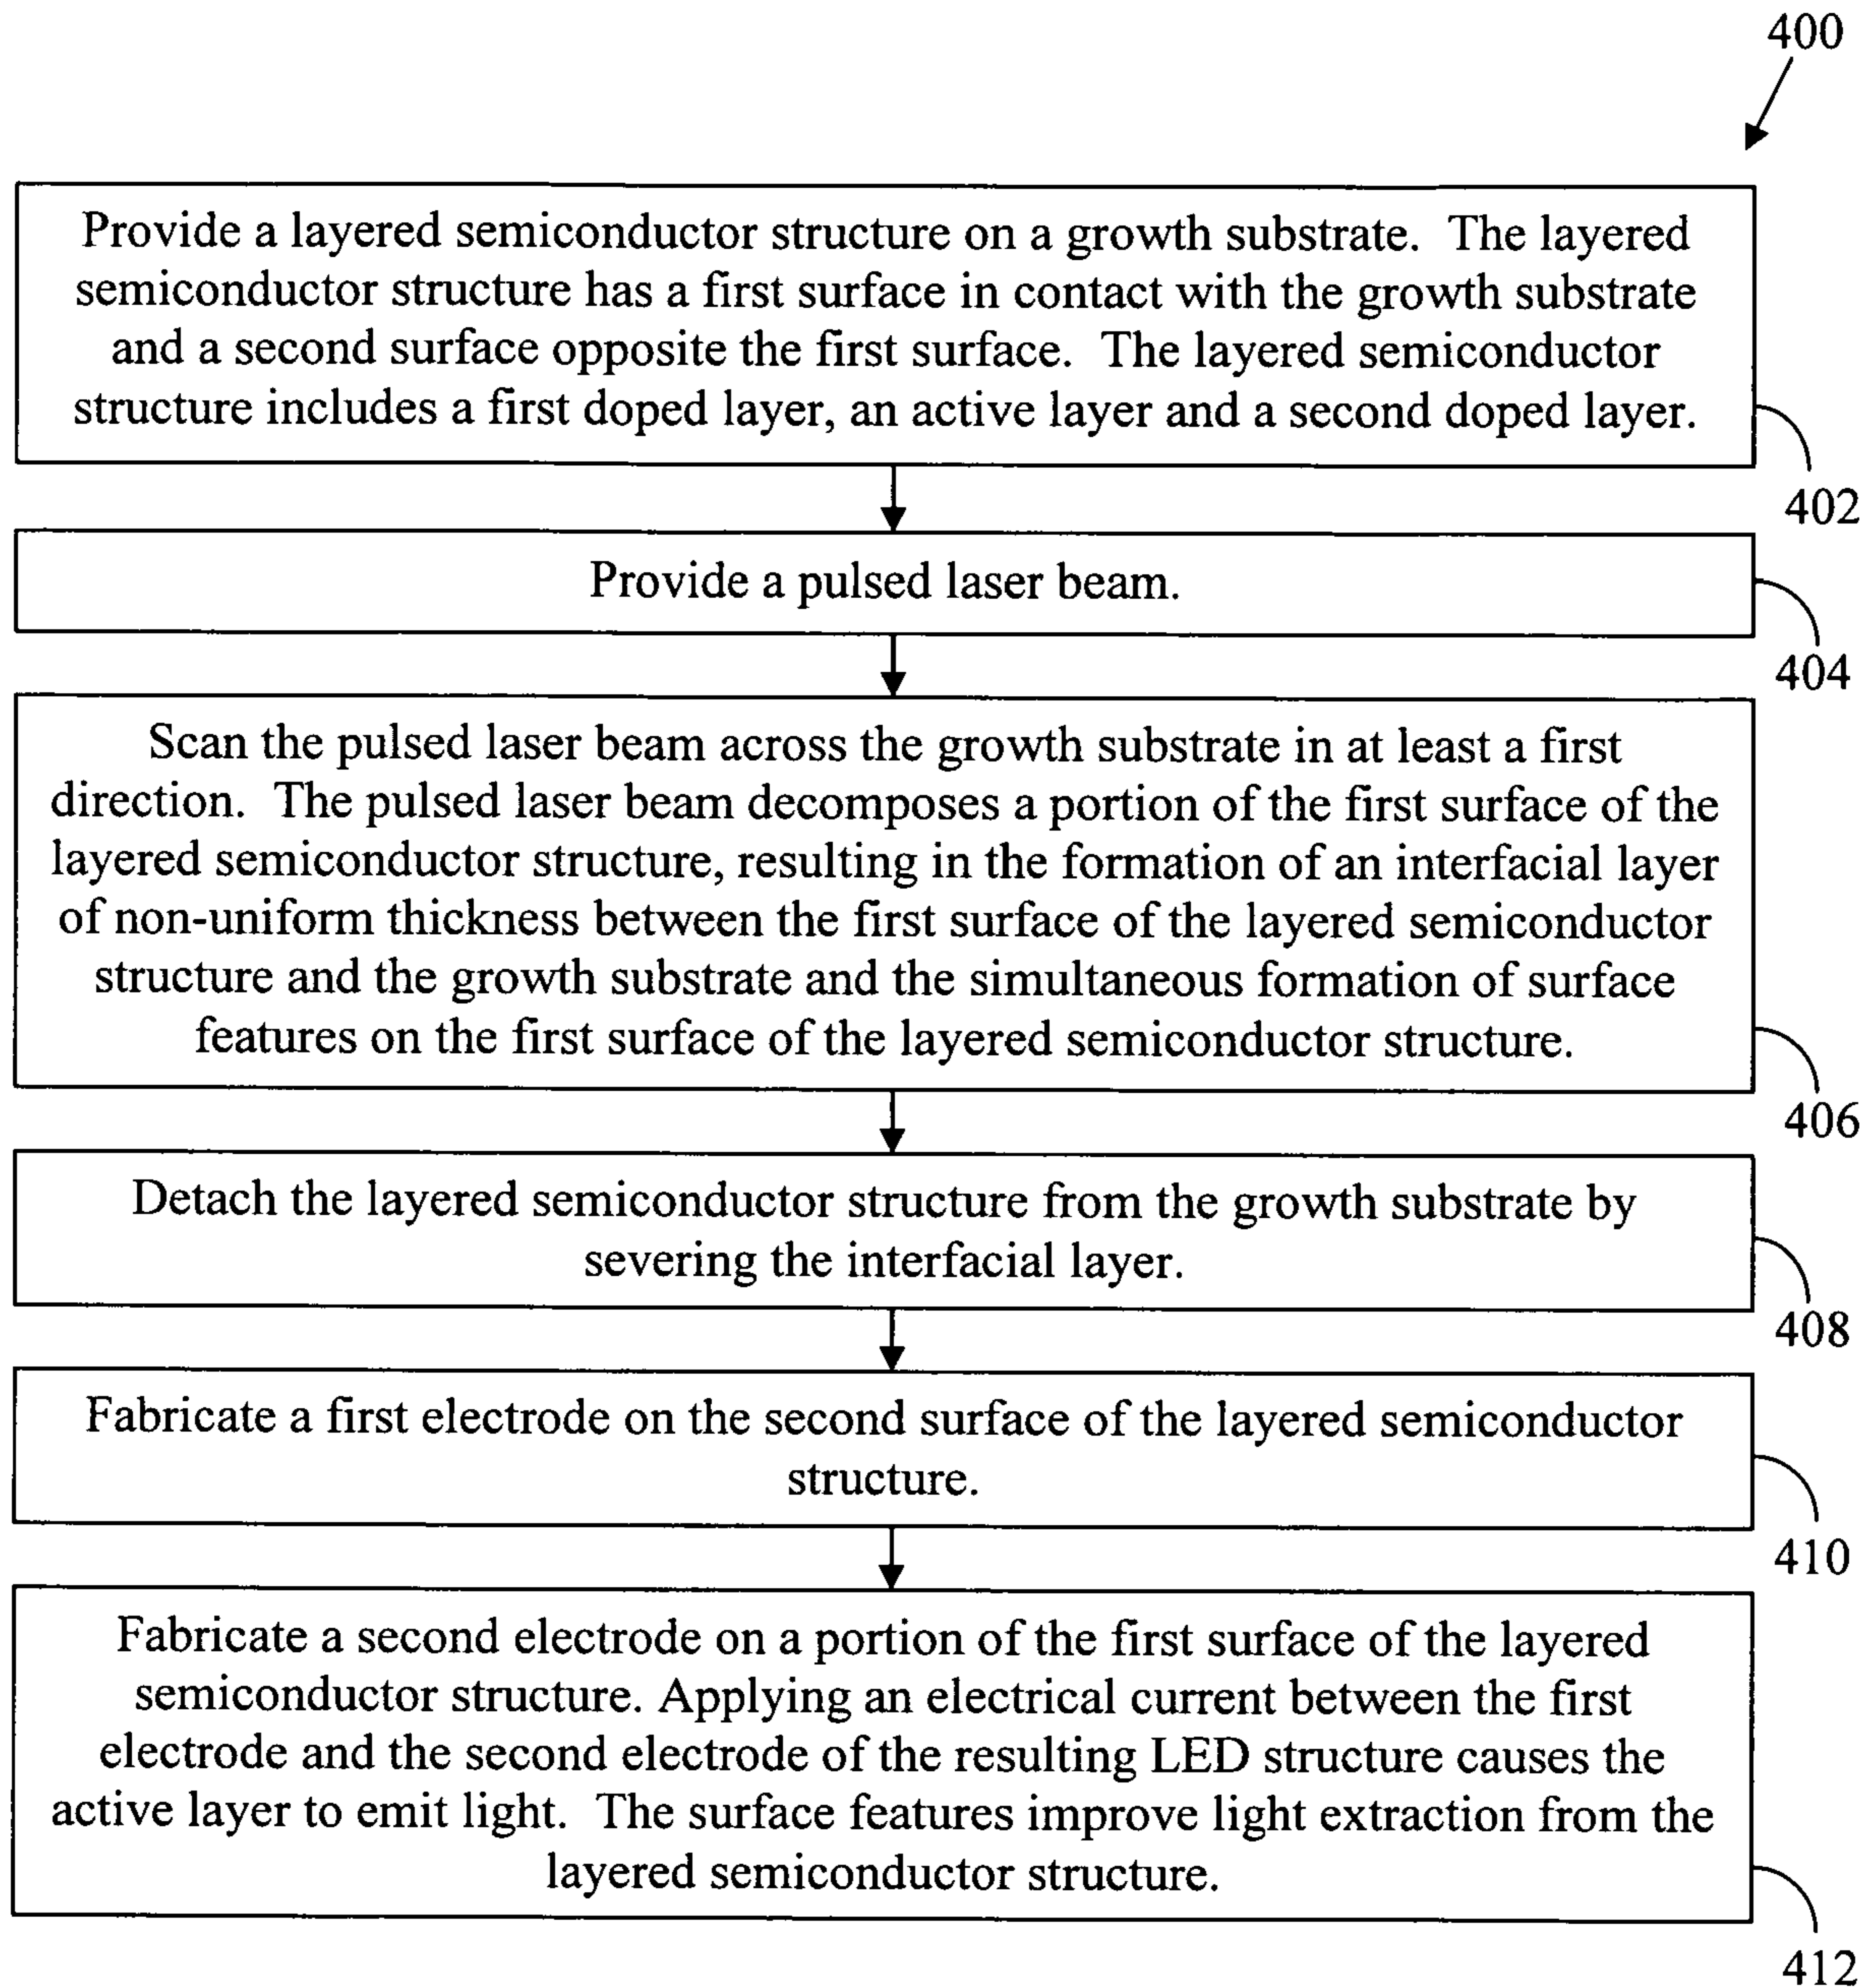 400
Provide a layered semiconductor structure on a growth substrate.  The layered
semiconductor structure has a first surface in contact with the growth substrate
and a second surface opposite the first surface.  The layered semiconductor
structure includes a first doped layer, an active layer and a second doped layer.
402
Provide a pulsed laser beam.
404
Scan the pulsed laser beam across the growth substrate in at least a first
direction.  The pulsed laser beam decomposes a portion of the first surface of the
layered semiconductor structure, resulting in the formation of an interfacial layer
of non-uniform thickness between the first surface of the layered semiconductor
structure and the growth substrate and the simultaneous formation of surface
features on the first surface of the layered semiconductor structure.
406
Detach the layered semiconductor structure from the growth substrate by
severing the interfacial layer.
408
Fabricate a first electrode on the second surface of the layered semiconductor
structure.
410
Fabricate a second electrode on a portion of the first surface of the layered
semiconductor structure. Applying an electrical current between the first
electrode and the second electrode of the resulting LED structure causes the
active layer to emit light.  The surface features improve light extraction from the
layered semiconductor structure.
412